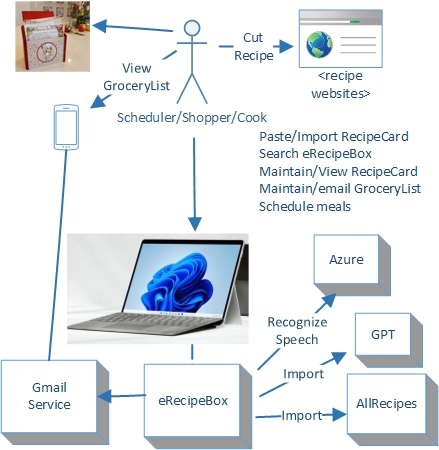 View
GroceryList
Cut
Recipe
<recipe
websites>
Scheduler/Shopper/Cook
Paste/Import RecipeCard
Search eRecipeBox
Maintain/View RecipeCard
Maintain/email GroceryList
Schedule meals
Azure
Recognize
Speech
GPT
Import
Gmail
Service
eRecipeBox
Import
AllRecipes